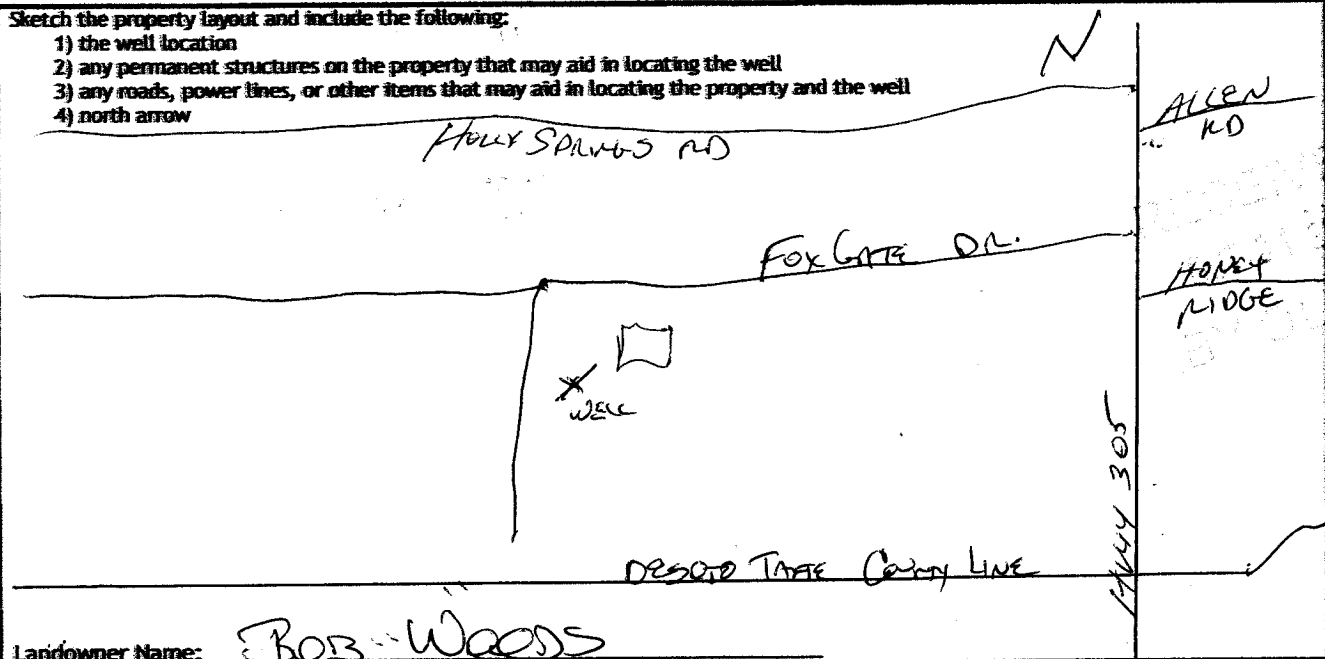 Sketch the property layout and include the following:
1) the well location
2) any permanent structures on the property that may aid in locating the well
3) any roads, power lines, or other items that may aid in locating the property and the well
4) north arrow
N
ALLEN
RD
HOLLY SPRINGS RD
FOX GATE DR.
HONEY
RIDGE
WELL
HWY 305
DESOTO TATE COUNTY LINE
Landowner Name: BOB WOODS